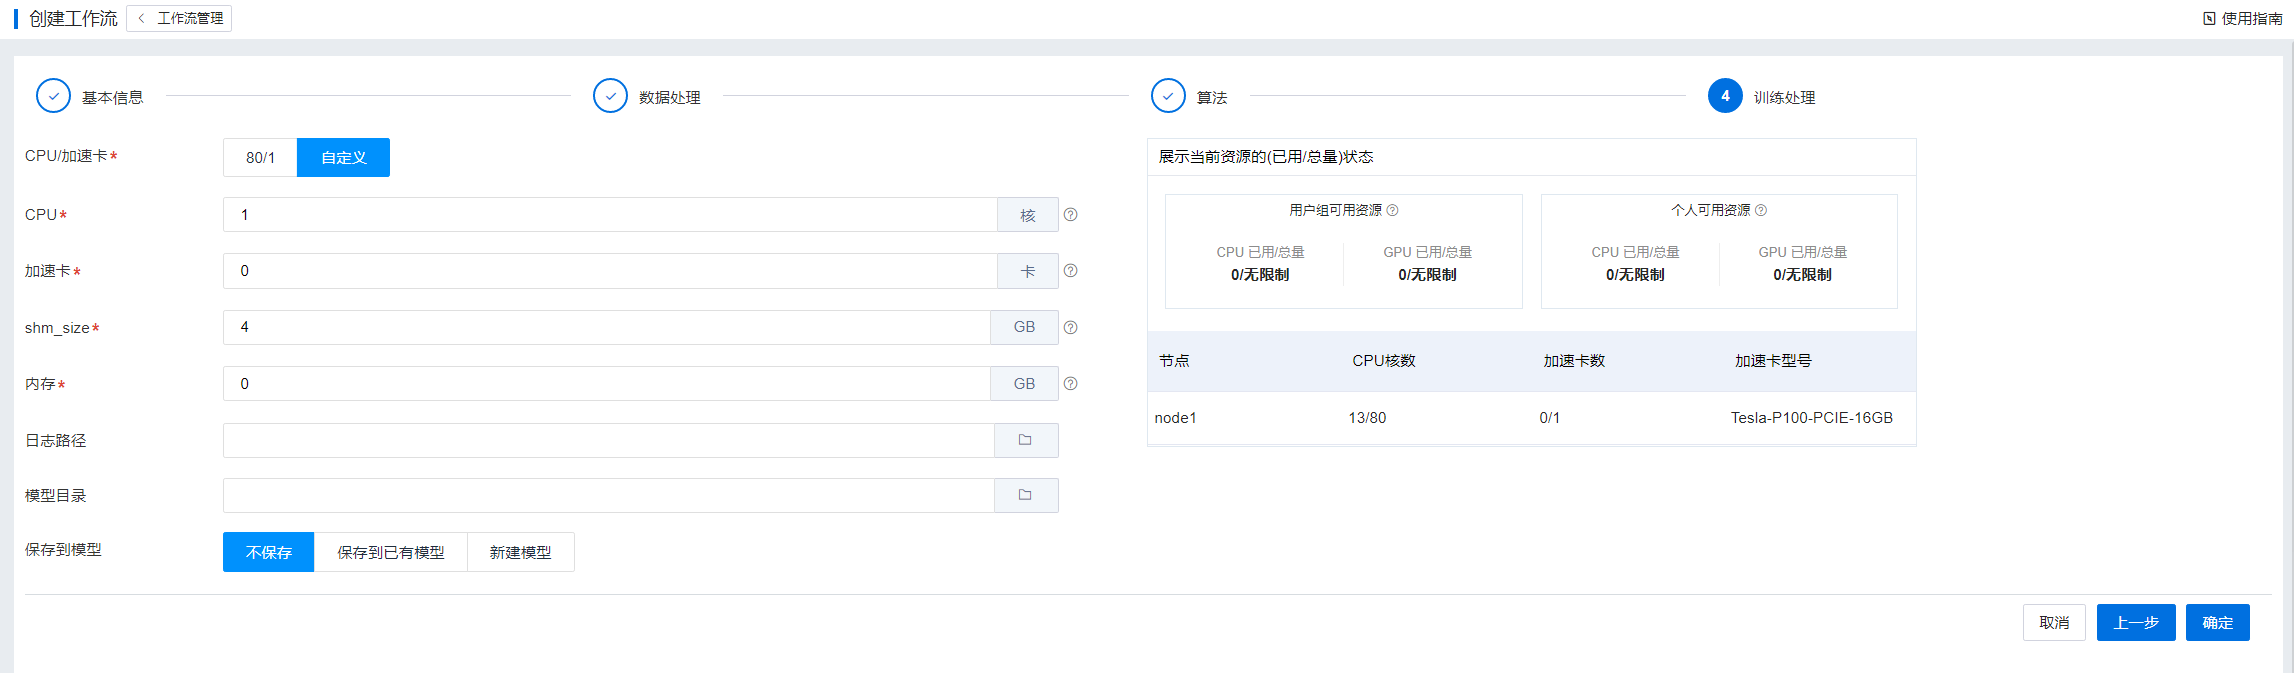 创建工作流
工作流管理
使用指南
基本信息
数据处理
算法
4 训练处理
CPU/加速卡*
80/1 自定义
CPU*
1 核
加速卡*
0 卡
shm_size*
4 GB
内存*
0 GB
日志路径
模型目录
保存到模型
不保存 保存到已有模型 新建模型
展示当前资源的(已用/总量)状态
用户组可用资源
CPU 已用/总量 GPU 已用/总量
0/无限制 0/无限制
个人可用资源
CPU 已用/总量 GPU 已用/总量
0/无限制 0/无限制
节点 CPU核数 加速卡数 加速卡型号
node1 13/80 0/1 Tesla-P100-PCIE-16GB
取消 上一步 确定